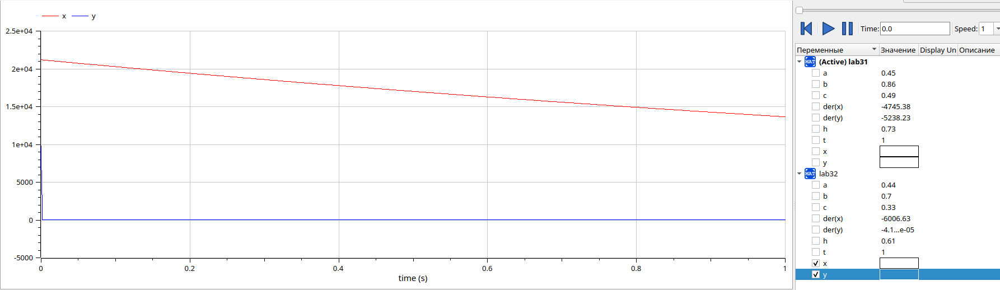 x y
2.5e+04
2e+04
1.5e+04
1e+04
5000
0
-5000
0 0.2 0.4 0.6 0.8 1
time (s)
Time: 0.0 Speed: 1
Переменные Значение Display Un Описание
MAT (Active) lab31
a 0.45
b 0.86
c 0.49
der(x) -4745.38
der(y) -5238.23
h 0.73
t 1
x
y
MAT lab32
a 0.44
b 0.7
c 0.33
der(x) -6006.63
der(y) -4.1...e-05
h 0.61
t 1
x
y